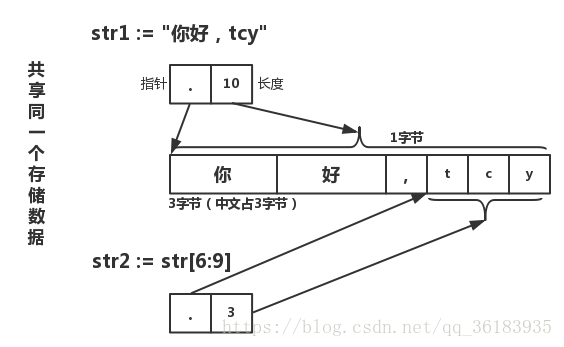 str1 := "你好，tcy"
共享同一个存储数据
指针
.
10
长度
1字节
你
好
,
t
c
y
3字节（中文占3字节）
str2 := str[6:9]
.
3
https://blog.csdn.net/qq_36183935